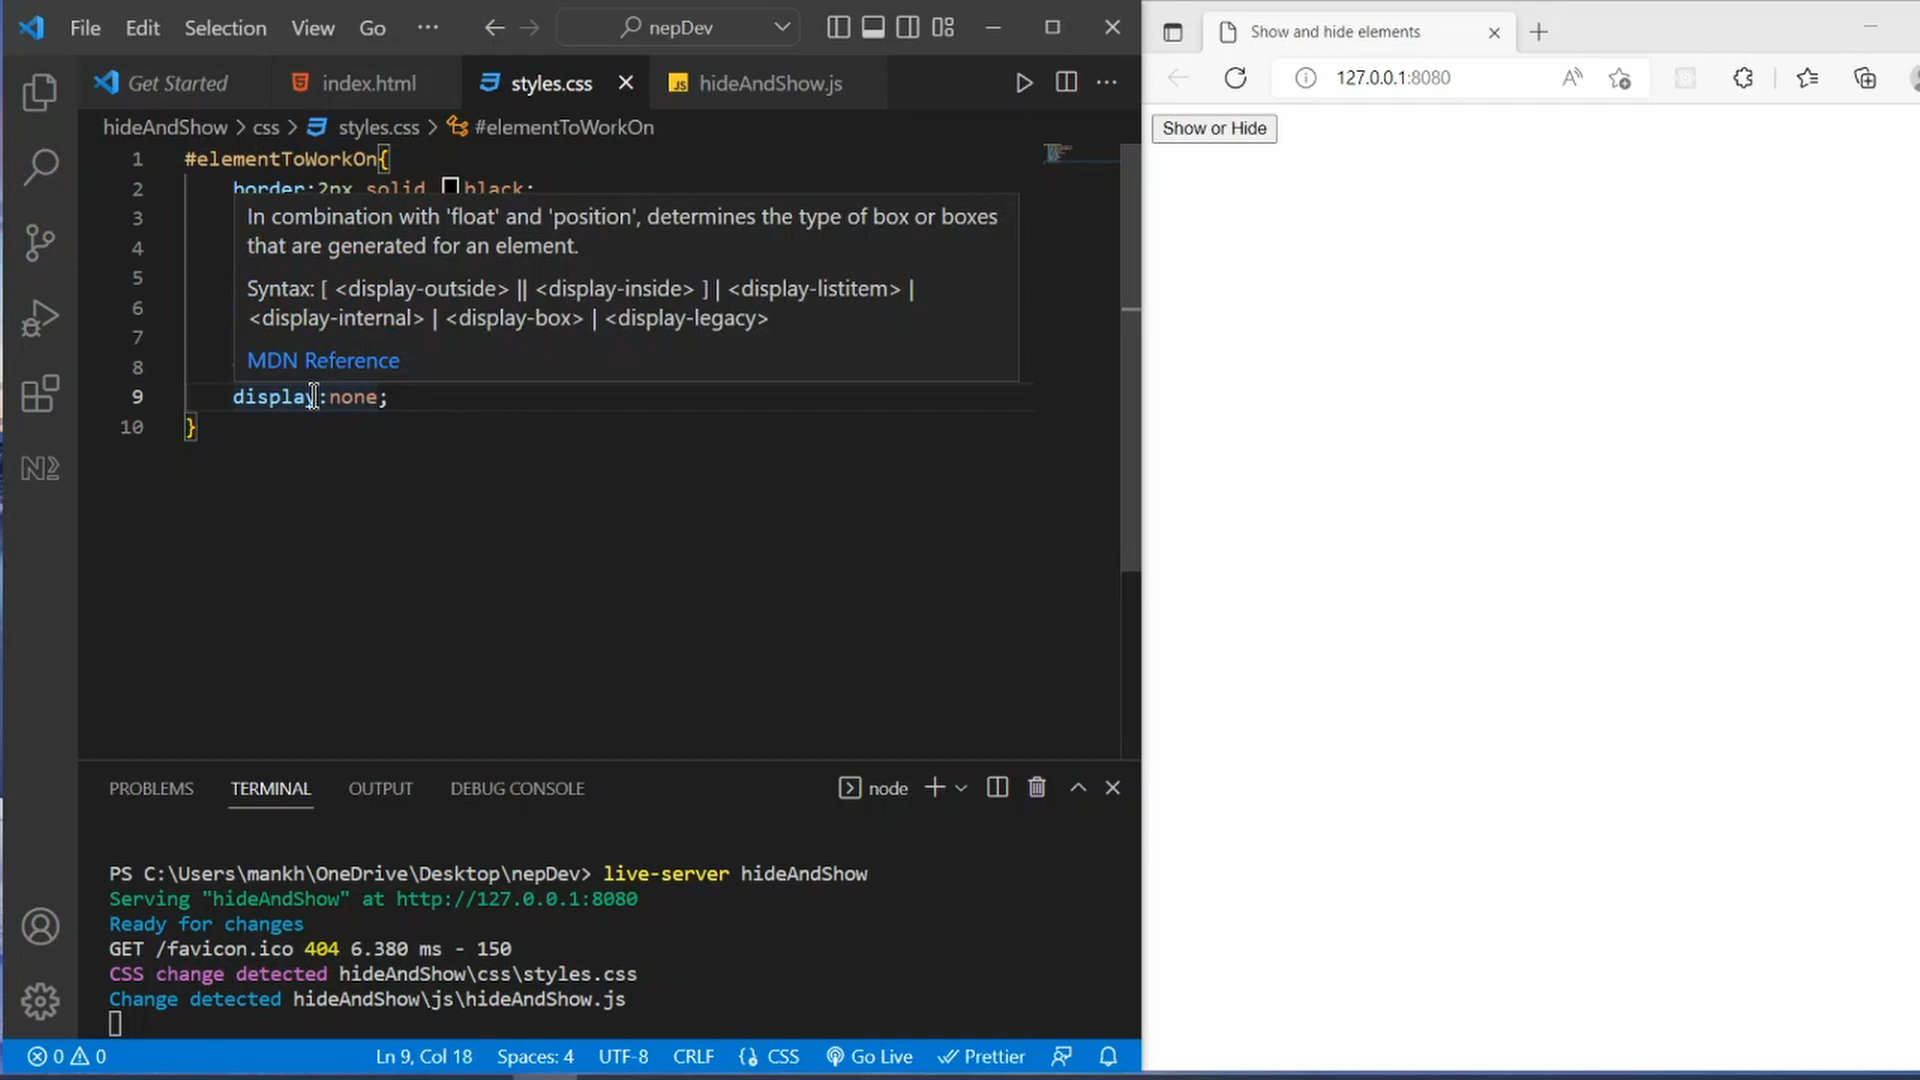 File Edit Selection View Go ··· nepDev
Get Started index.html styles.css JS hideAndShow.js
hideAndShow > css > styles.css > #elementToWorkOn
1 #elementToWorkOn{
2 border:2px solid black;
3 In combination with 'float' and 'position', determines the type of box or boxes
4 that are generated for an element.
5 Syntax: [ <display-outside> || <display-inside> ] | <display-listitem> |
6 <display-internal> | <display-box> | <display-legacy>
7 MDN Reference
8
9 display:none;
10 }
PROBLEMS TERMINAL OUTPUT DEBUG CONSOLE node
PS C:\Users\mankh\OneDrive\Desktop\nepDev> live-server hideAndShow
Serving "hideAndShow" at http://127.0.0.1:8080
Ready for changes
GET /favicon.ico 404 6.380 ms - 150
CSS change detected hideAndShow\css\styles.css
Change detected hideAndShow\js\hideAndShow.js
0 0 Ln 9, Col 18 Spaces: 4 UTF-8 CRLF CSS Go Live Prettier
Show and hide elements
127.0.0.1:8080
Show or Hide